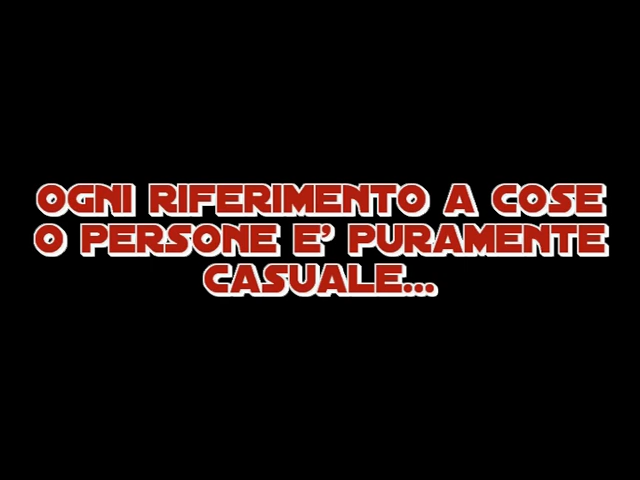 OGNI RIFERIMENTO A COSE
O PERSONE E' PURAMENTE
CASUALE...